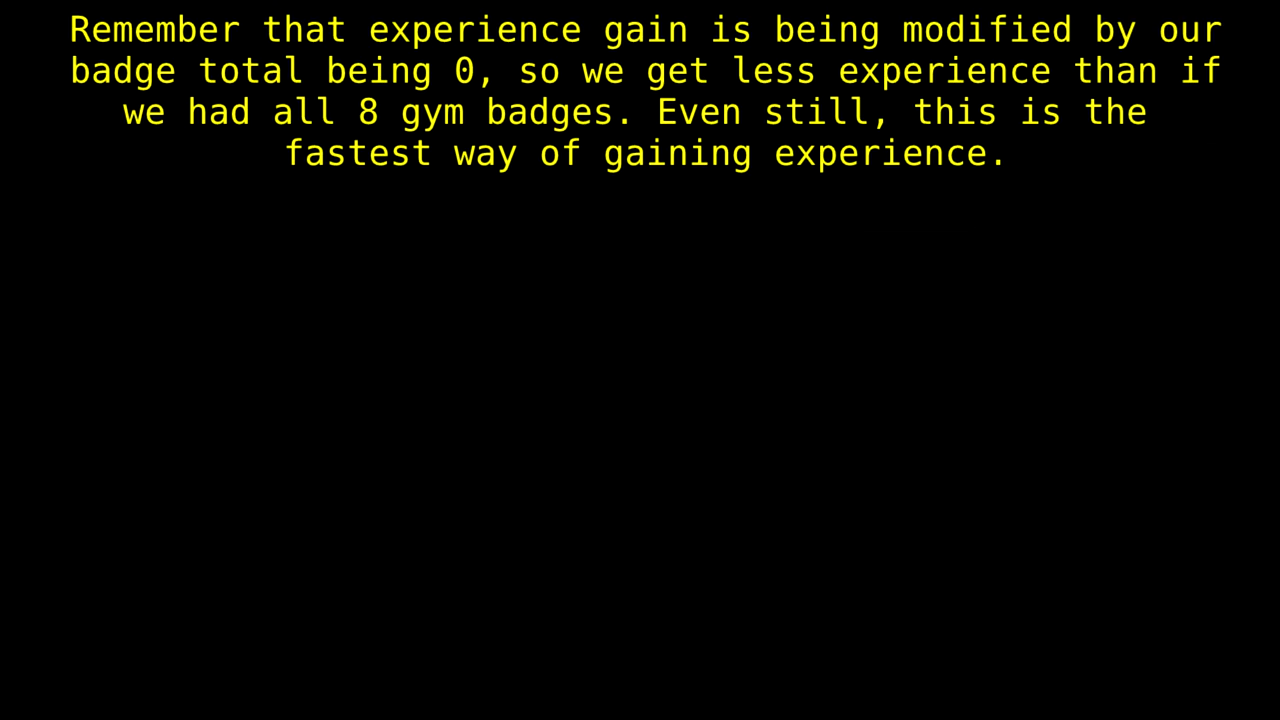 Remember that experience gain is being modified by our
badge total being 0, so we get less experience than if
we had all 8 gym badges. Even still, this is the
fastest way of gaining experience.